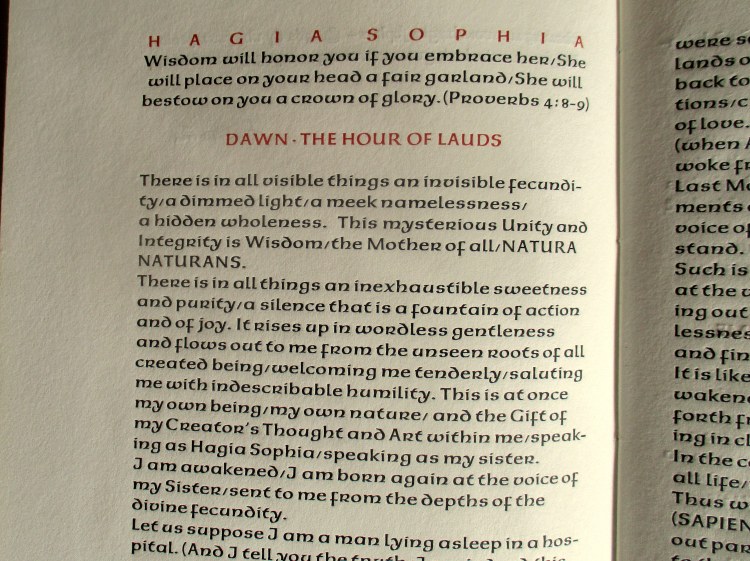 HAGIA SOPHIA
Wisdom will honor you if you embrace her/She
will place on your head a fair garland/She will
bestow on you a crown of glory. (Proverbs 4:8-9)
DAWN · THE HOUR OF LAUDS
There is in all visible things an invisible fecundi-
ty/a dimmed light/a meek namelessness/
a hidden wholeness. This mysterious Unity and
Integrity is Wisdom/the Mother of all/NATURA
NATURANS.
There is in all things an inexhaustible sweetness
and purity/a silence that is a fountain of action
and of joy. It rises up in wordless gentleness
and flows out to me from the unseen roots of all
created being/welcoming me tenderly/saluting
me with indescribable humility. This is at once
my own being/my own nature/ and the Gift of
my Creator's Thought and Art within me/speak-
ing as Hagia Sophia/speaking as my sister.
I am awakened/I am born again at the voice of
my Sister/sent to me from the depths of the
divine fecundity.
Let us suppose I am a man lying asleep in a hos-
pital. (And I tell you the truth, I
were
lands
back to
tions/
of love.
(when
woke
Last
ments
voice of
stand.
Such is
at the
ing out
lessnes
and
It is like
waken
forth
ing in
In the
all life/
Thus
(SAPIEN
out